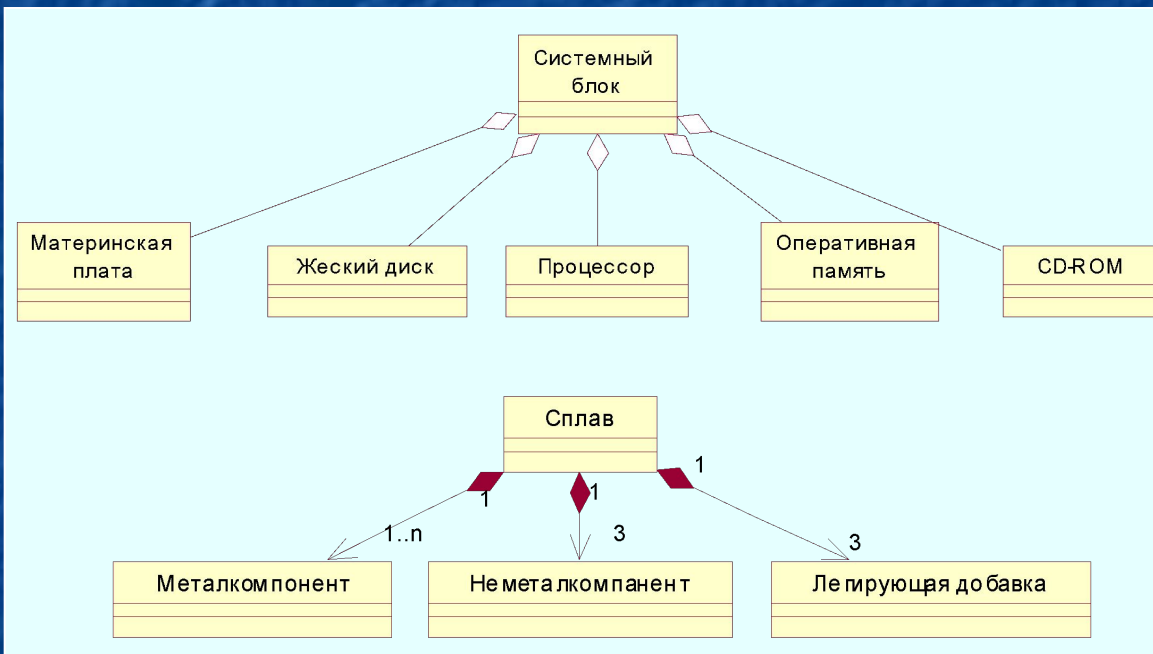 Системный
блок
Материнская
плата
Жеский диск
Процессор
Оперативная
память
CD-ROM
Сплав
1
1
1
1..n
3
3
Металкомпонент
Неметалкомпанент
Легирующая добавка